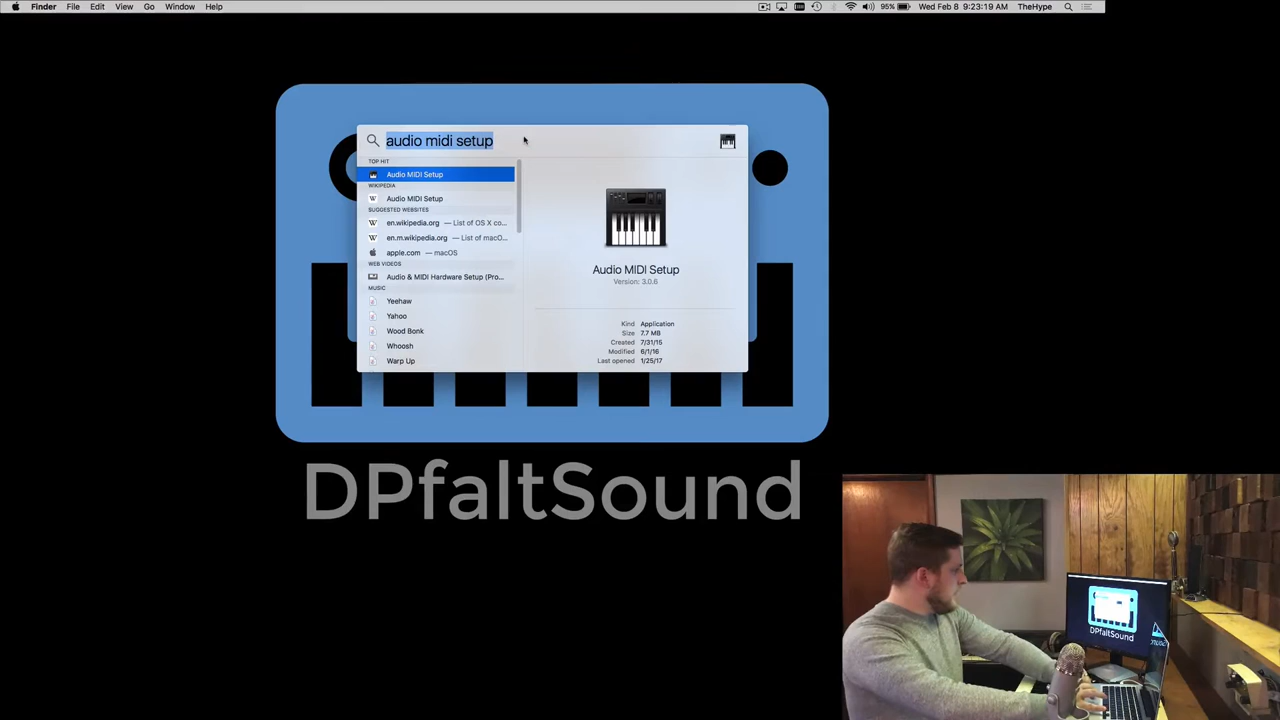 Finder File Edit View Go Window Help 95% Wed Feb 8 9:23:19 AM TheHype
audio midi setup
TOP HIT
Audio MIDI Setup
WIKIPEDIA
Audio MIDI Setup
SUGGESTED WEBSITES
en.wikipedia.org — List of OS X co...
en.m.wikipedia.org — List of macO...
apple.com — macOS
WEB VIDEOS
Audio & MIDI Hardware Setup (Pro...
MUSIC
Yeehaw
Yahoo
Wood Bonk
Whoosh
Warp Up
Audio MIDI Setup
Version: 3.0.6
Kind Application
Size 7.7 MB
Created 7/31/15
Modified 6/1/16
Last opened 1/25/17
DPfaltSound
DPfaltSound